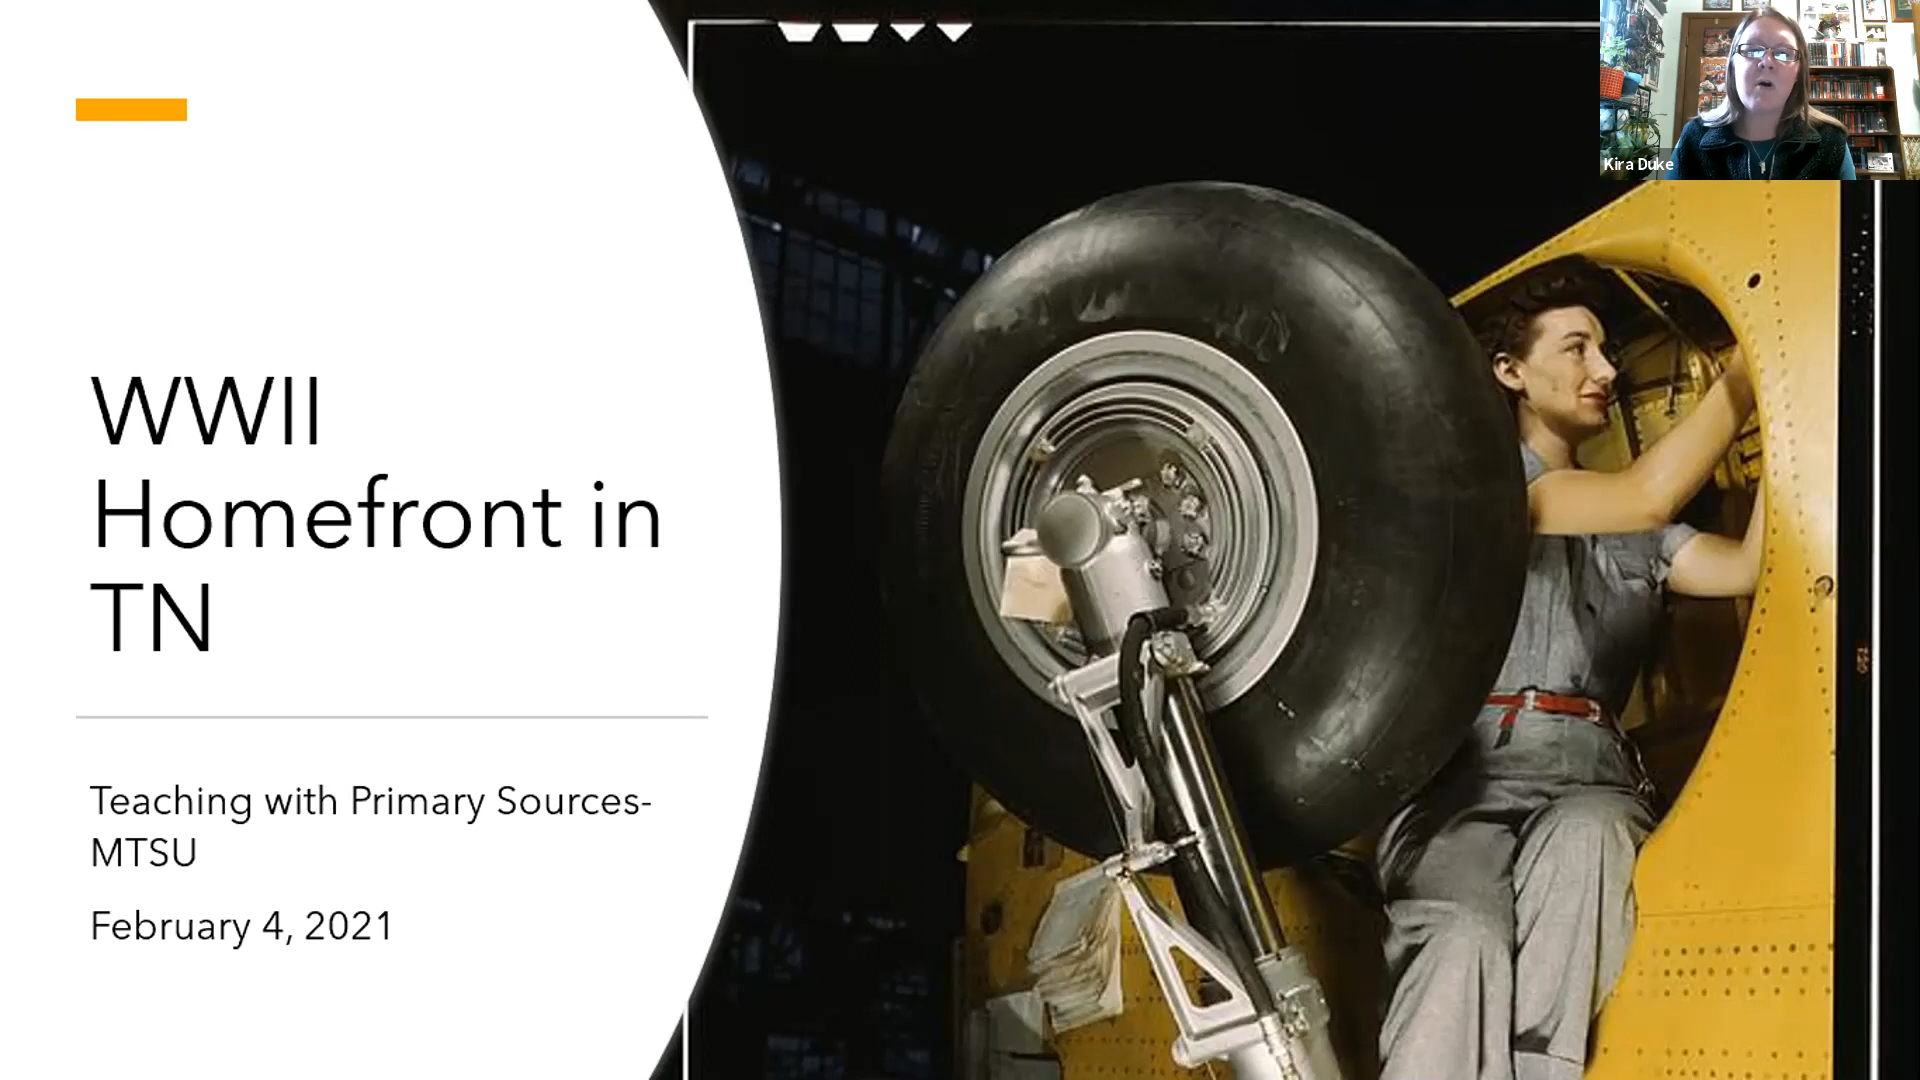 Kira Duke
WWII
Homefront in
TN
Teaching with Primary Sources-
MTSU
February 4, 2021